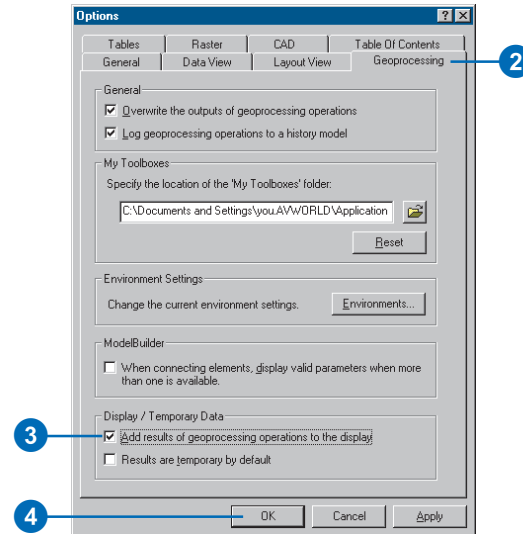 Options
Tables Raster CAD Table Of Contents
General Data View Layout View Geoprocessing
2
General
Overwrite the outputs of geoprocessing operations
Log geoprocessing operations to a history model
My Toolboxes
Specify the location of the 'My Toolboxes' folder:
C:\Documents and Settings\you.AVWORLD\Application
Reset
Environment Settings
Change the current environment settings. Environments...
ModelBuilder
When connecting elements, display valid parameters when more
than one is available.
Display / Temporary Data
3 Add results of geoprocessing operations to the display
Results are temporary by default
4 OK Cancel Apply